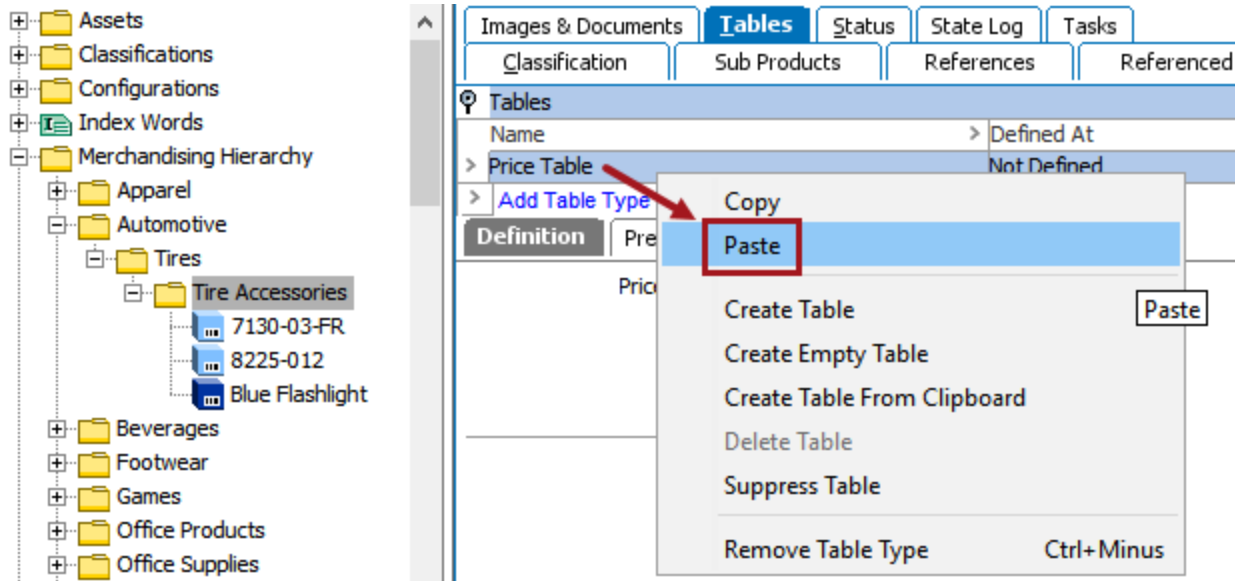 Assets
Classifications
Configurations
Index Words
Merchandising Hierarchy
Apparel
Automotive
Tires
Tire Accessories
7130-03-FR
8225-012
Blue Flashlight
Beverages
Footwear
Games
Office Products
Office Supplies
Images & Documents Tables Status State Log Tasks
Classification Sub Products References Referenced
Tables
Name > Defined At
> Price Table Not Defined
> Add Table Type
Definition Pre
Pric
Copy
Paste
Create Table
Paste
Create Empty Table
Create Table From Clipboard
Delete Table
Suppress Table
Remove Table Type Ctrl+Minus